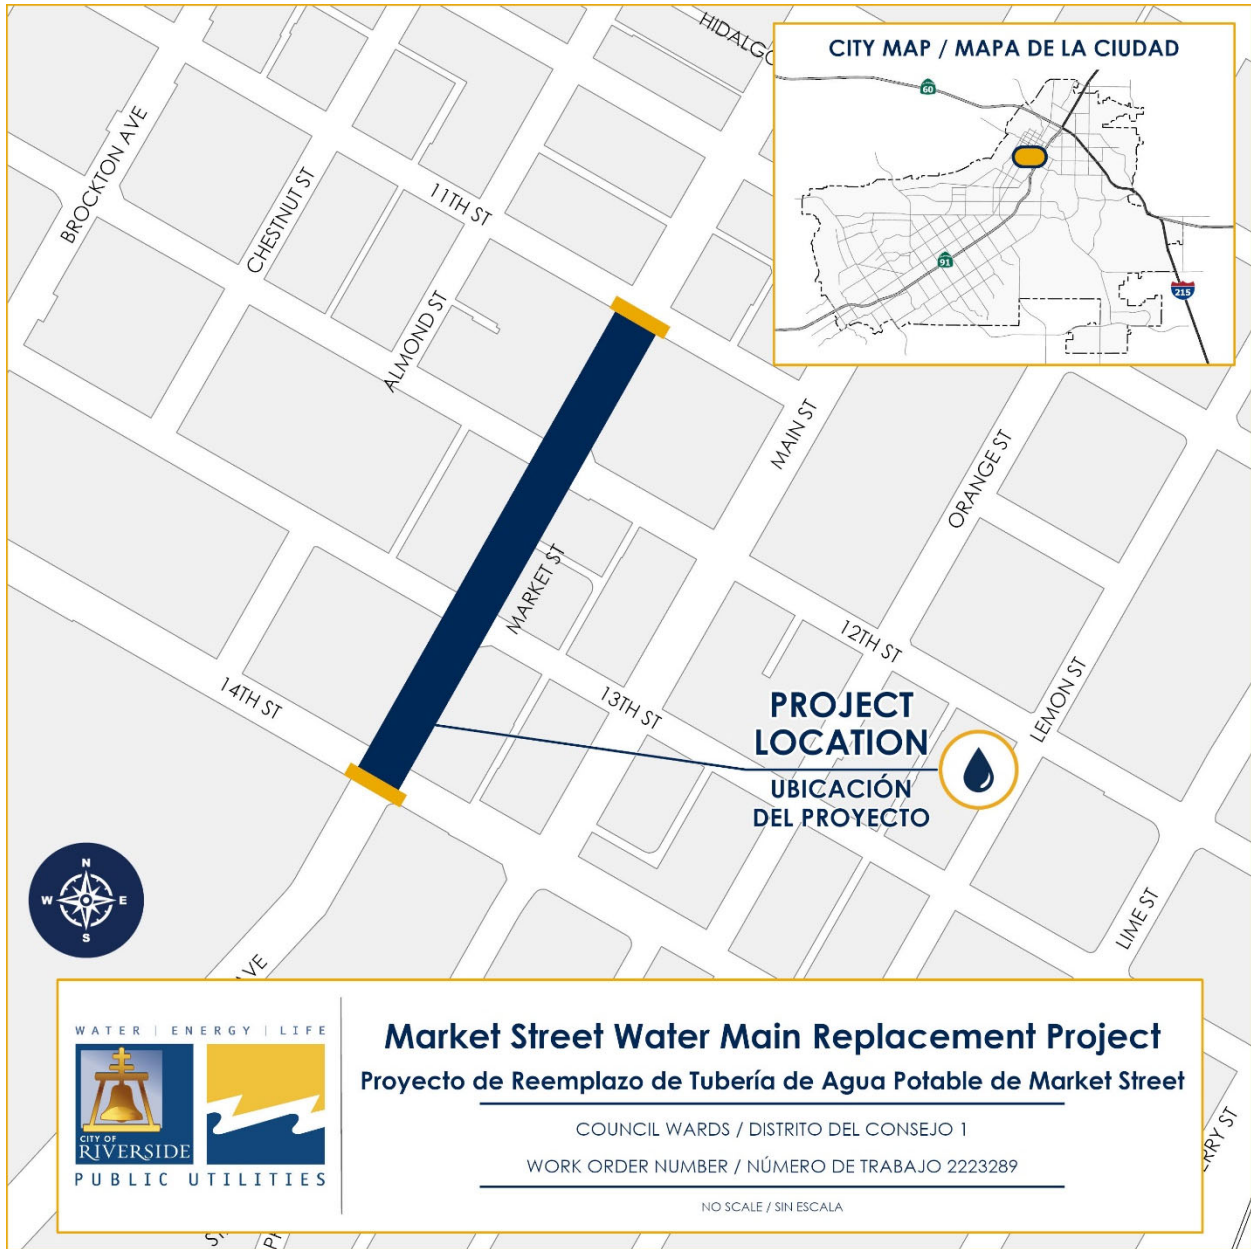 HIDALGO
CITY MAP / MAPA DE LA CIUDAD
60
91
215
BROCKTON AVE
CHESTNUT ST
11TH ST
ALMOND ST
MAIN ST
ORANGE ST
MARKET ST
12TH ST
LEMON ST
14TH ST
13TH ST
PROJECT
LOCATION
UBICACIÓN
DEL PROYECTO
N
W E
S
LIME ST
AVE
WATER | ENERGY | LIFE
CITY OF
RIVERSIDE
PUBLIC UTILITIES
Market Street Water Main Replacement Project
Proyecto de Reemplazo de Tubería de Agua Potable de Market Street
COUNCIL WARDS / DISTRITO DEL CONSEJO 1
WORK ORDER NUMBER / NÚMERO DE TRABAJO 2223289
NO SCALE / SIN ESCALA
ERRY ST